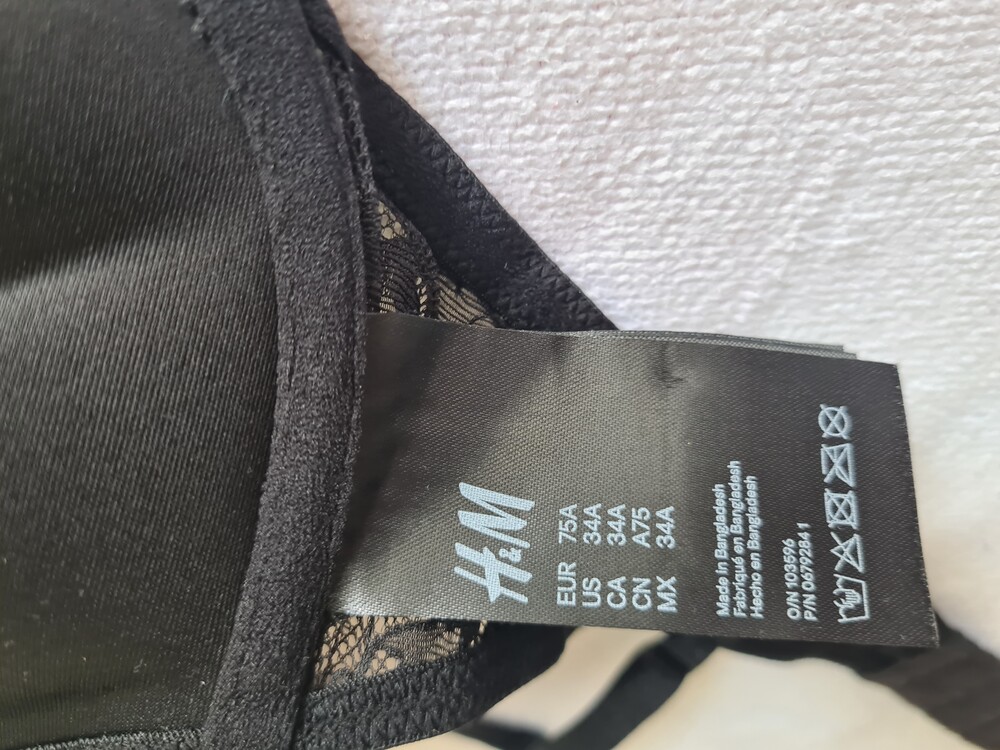 H&M
EUR 75A
US 34A
CA 34A
CN A75
MX 34A
Made in Bangladesh
Fabriqué en Bangladesh
Hecho en Bangladesh
O/N 103596
P/N 0679284 1